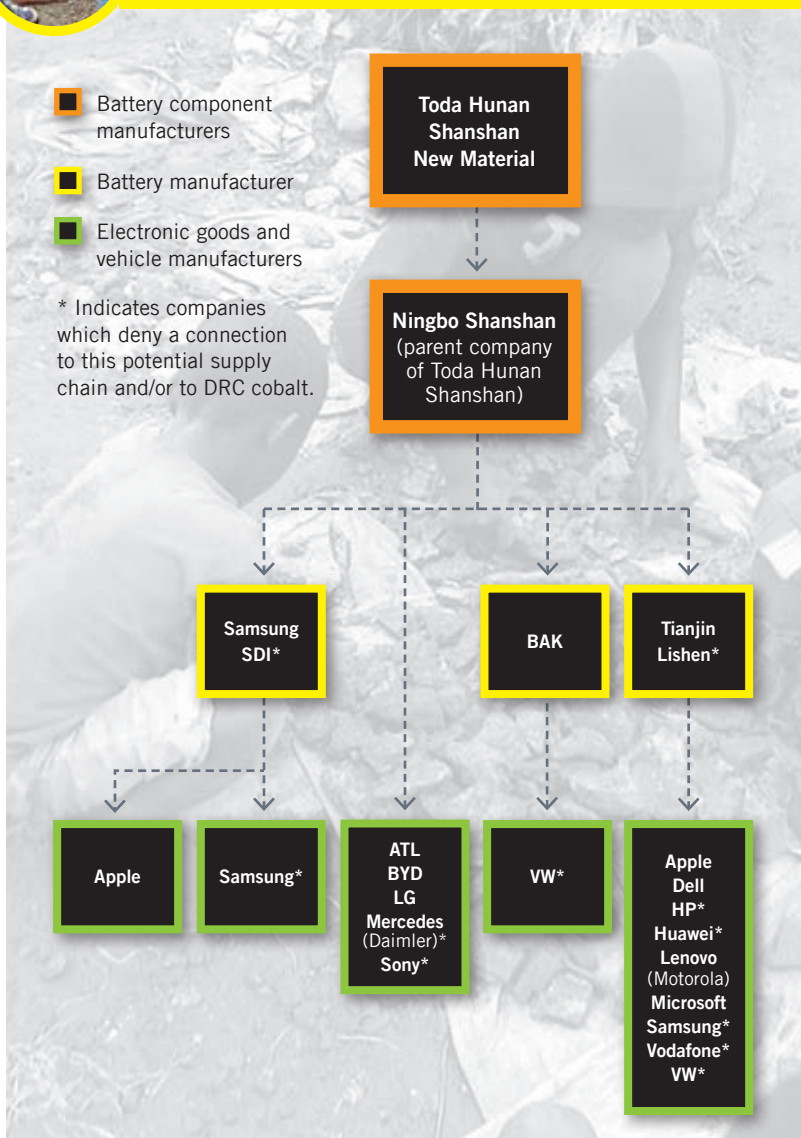 Battery component
manufacturers
Battery manufacturer
Electronic goods and
vehicle manufacturers
* Indicates companies
which deny a connection
to this potential supply
chain and/or to DRC cobalt.
Toda Hunan
Shanshan
New Material
Ningbo Shanshan
(parent company
of Toda Hunan
Shanshan)
Samsung
SDI*
BAK
Tianjin
Lishen*
Apple
Samsung*
ATL
BYD
LG
Mercedes
(Daimler)*
Sony*
VW*
Apple
Dell
HP*
Huawei*
Lenovo
(Motorola)
Microsoft
Samsung*
Vodafone*
VW*